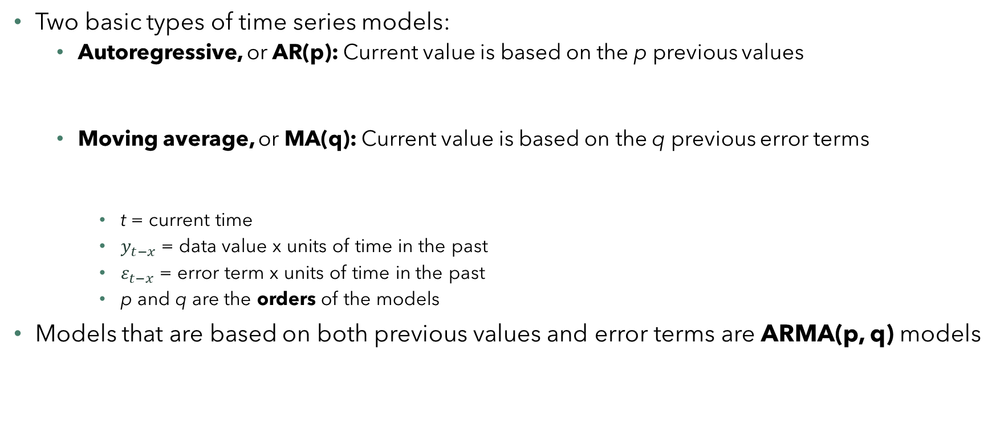 • Two basic types of time series models:
• Autoregressive, or AR(p): Current value is based on the p previous values
• Moving average, or MA(q): Current value is based on the q previous error terms
• t = current time
• y_{t−x} = data value x units of time in the past
• ε_{t−x} = error term x units of time in the past
• p and q are the orders of the models
• Models that are based on both previous values and error terms are ARMA(p, q) models